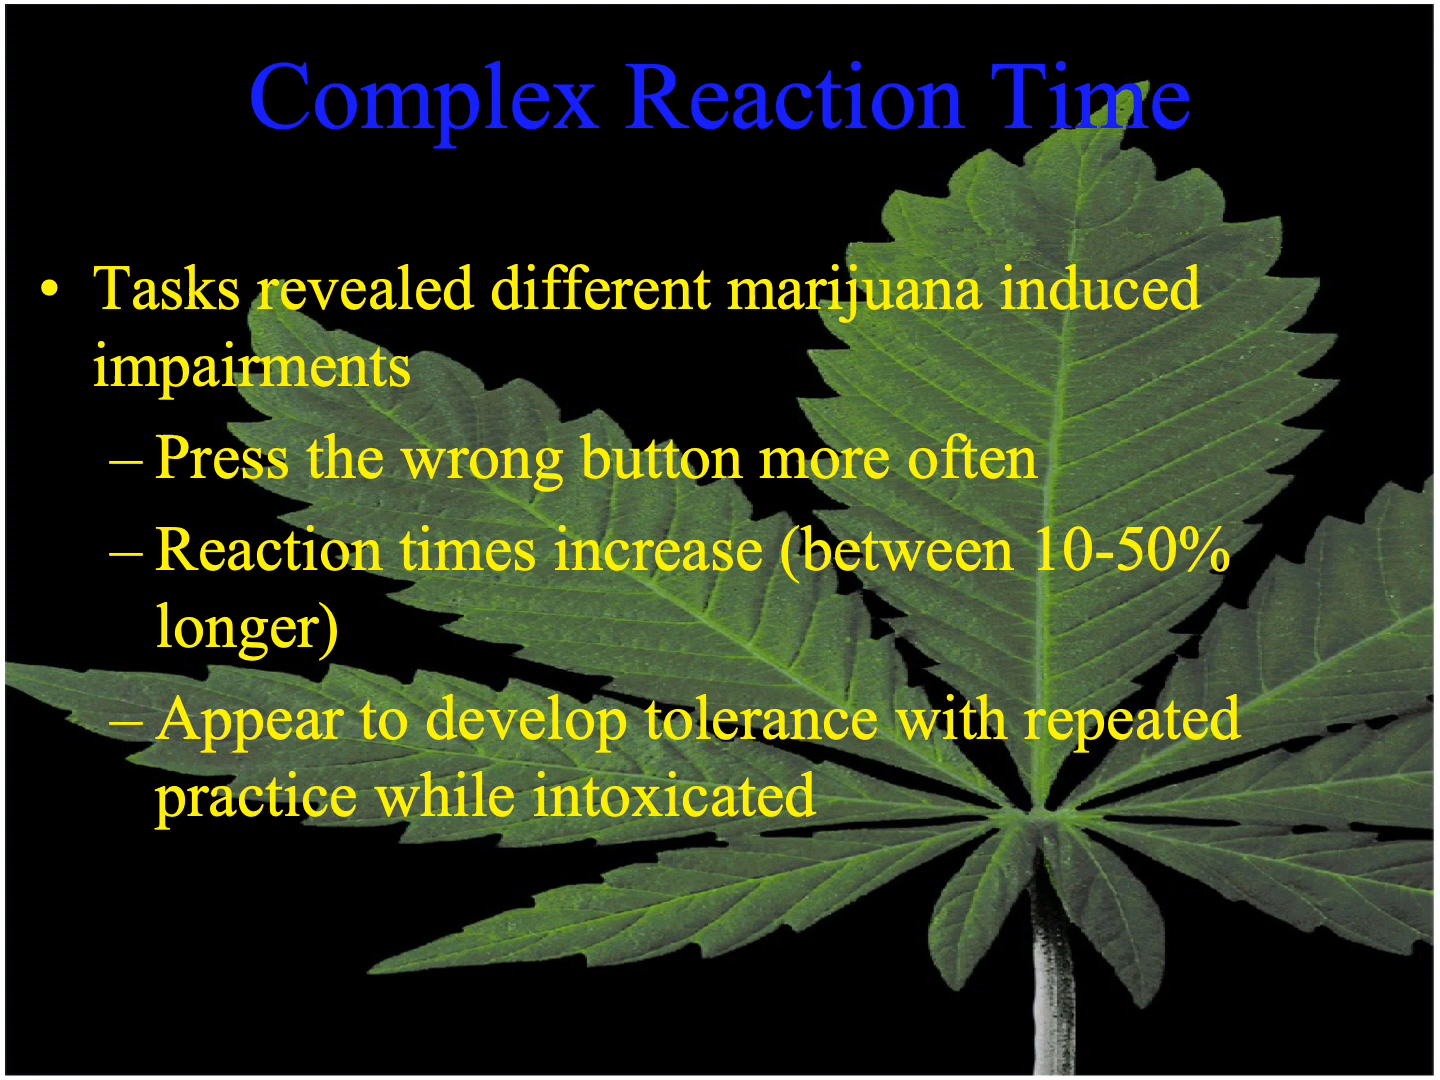 Complex Reaction Time
• Tasks revealed different marijuana induced
impairments
– Press the wrong button more often
– Reaction times increase (between 10-50%
longer)
– Appear to develop tolerance with repeated
practice while intoxicated